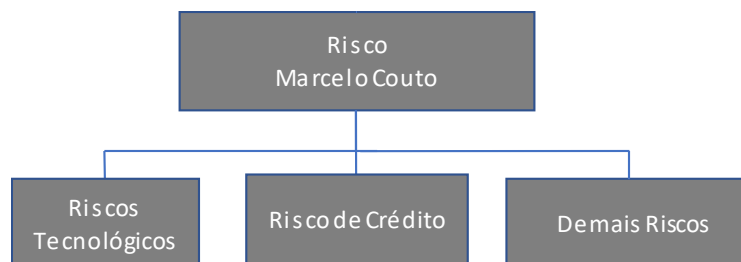 Risco
Marcelo Couto
Riscos
Tecnológicos
Risco de Crédito
Demais Riscos